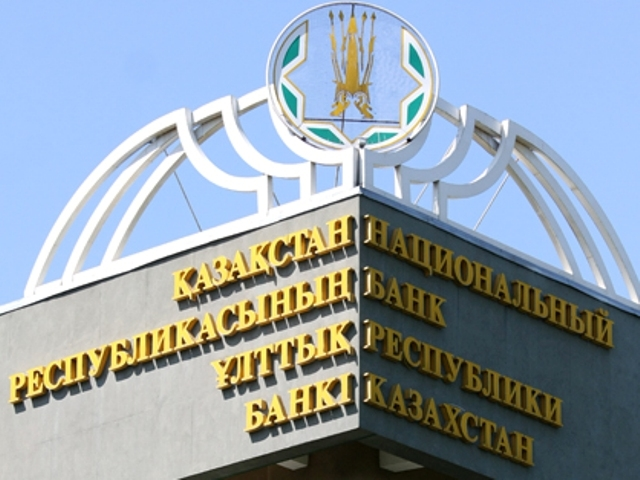 ҚАЗАҚСТАН
РЕСПУБЛИКАСЫНЫҢ
ҰЛТТЫҚ
БАНКІ
НАЦИОНАЛЬНЫЙ
БАНК
РЕСПУБЛИКИ
КАЗАХСТАН